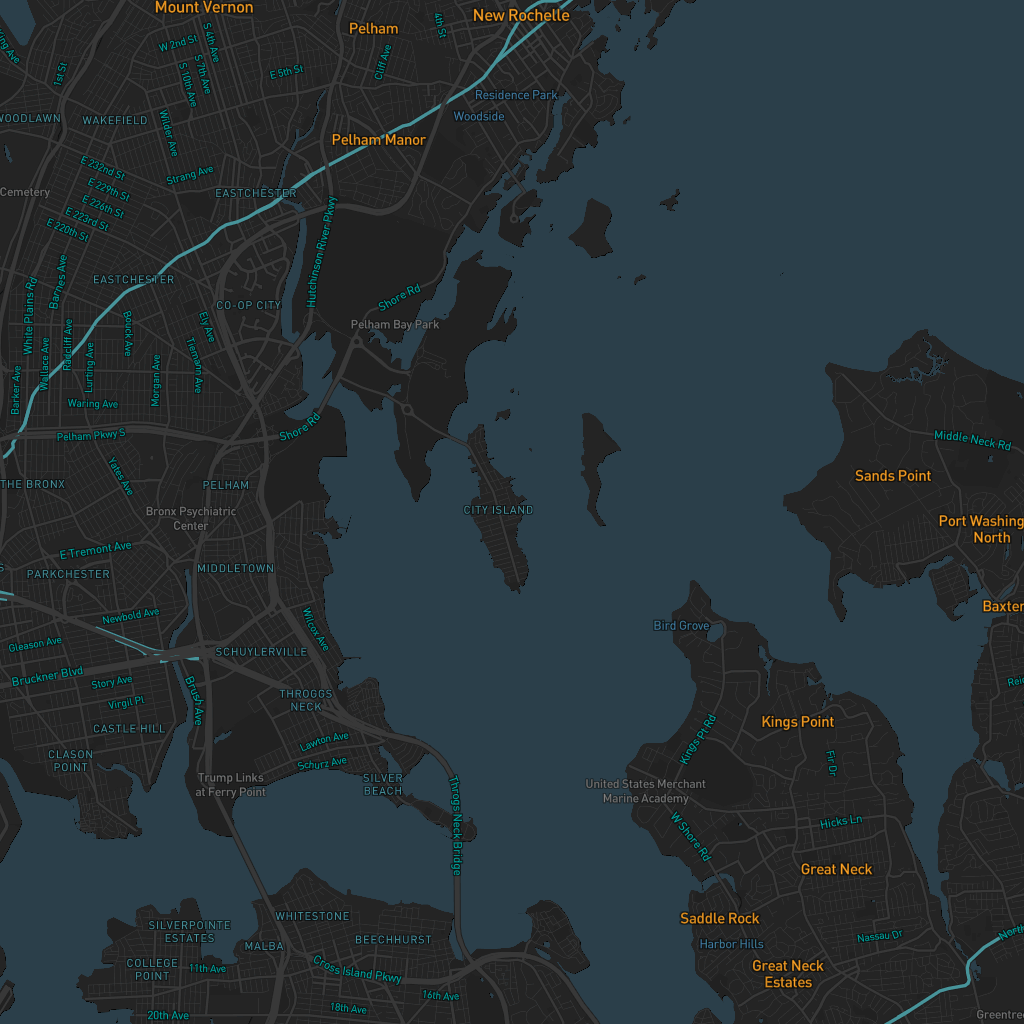 Mount Vernon
New Rochelle
Pelham
4th St
S 4th Ave
W 2nd St
S 7th Ave
Cliff Ave
1st St
E 5th St
S 10th Ave
Residence Park
Woodside
WOODLAWN
WAKEFIELD
Wilder Ave
Pelham Manor
E 232nd St
Strang Ave
Cemetery
E 229th St
EASTCHESTER
E 226th St
E 223rd St
E 220th St
Hutchinson River Pkwy
EASTCHESTER
Barnes Ave
Shore Rd
CO-OP CITY
White Plains Rd
Pelham Bay Park
Bouck Ave
Ely Ave
Radcliff Ave
Wallace Ave
Lurting Ave
Tiemann Ave
Morgan Ave
Barker Ave
Waring Ave
Pelham Pkwy S
Shore Rd
Middle Neck Rd
Yates Ave
Sands Point
THE BRONX
PELHAM
CITY ISLAND
Bronx Psychiatric
Center
Port Washing
North
E Tremont Ave
PARKCHESTER
MIDDLETOWN
Baxter
Newbold Ave
Wilcox Ave
Bird Grove
Gleason Ave
SCHUYLERVILLE
Bruckner Blvd
Story Ave
Brush Ave
THROGGS
NECK
Virgil Pl
Kings Point
CASTLE HILL
Kings Pt Rd
Lawton Ave
CLASON
POINT
Schurz Ave
Fir Dr
Trump Links
at Ferry Point
SILVER
BEACH
United States Merchant
Marine Academy
Throgs Neck Bridge
W Shore Rd
Hicks Ln
Great Neck
WHITESTONE
Saddle Rock
SILVERPOINTE
ESTATES
BEECHHURST
MALBA
Harbor Hills
Nassau Dr
COLLEGE
POINT
11th Ave
Cross Island Pkwy
Great Neck
Estates
16th Ave
18th Ave
20th Ave
Greentree